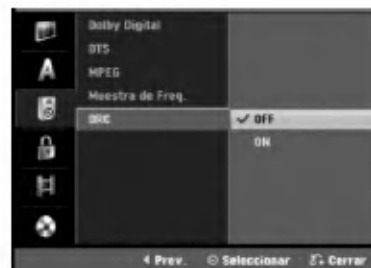 Dolby Digital
DTS
MPEG
A
Muestra de Freq.
DRC
OFF
ON
Prev.
Seleccionar
Cerrar